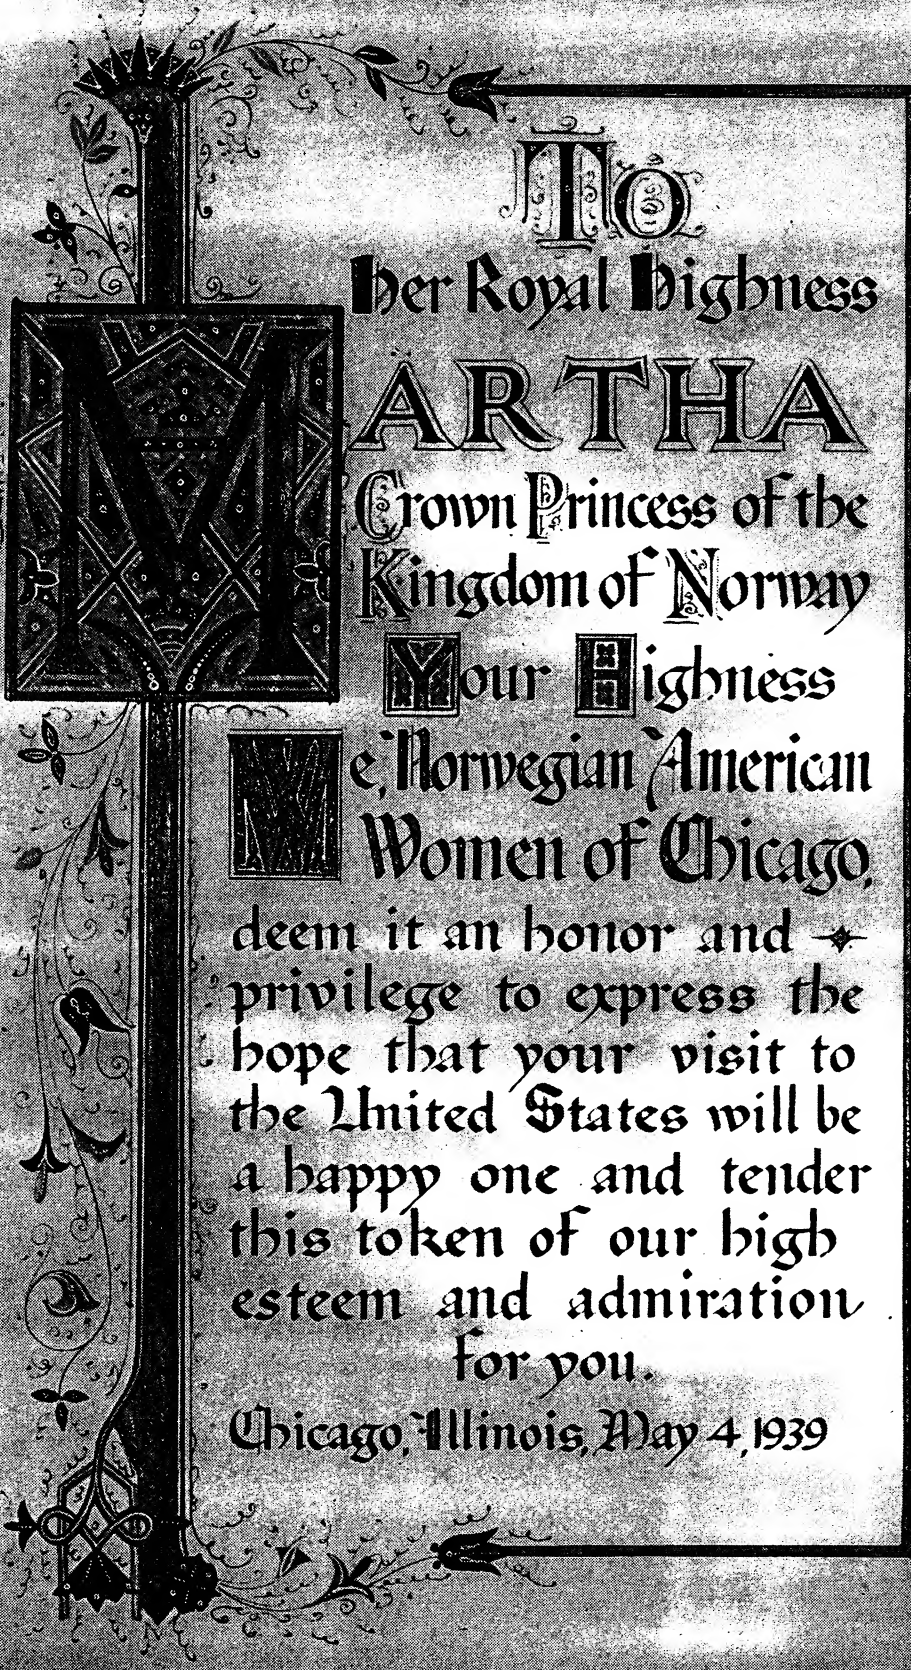 To
Her Royal Highness
MARTHA
Crown Princess of the
Kingdom of Norway
Your Highness
We, Norwegian American
Women of Chicago,
deem it an honor and
privilege to express the
hope that your visit to
the United States will be
a happy one and tender
this token of our high
esteem and admiration
for you.
Chicago, Illinois, May 4, 1939